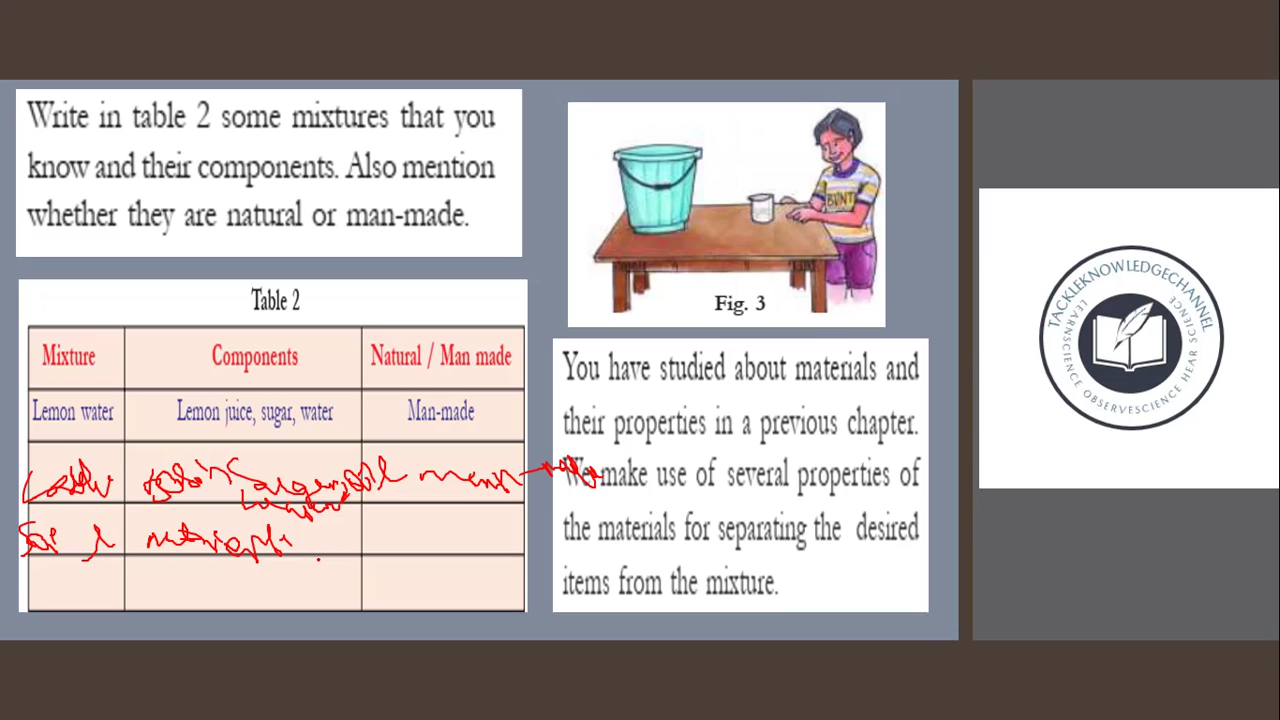 Write in table 2 some mixtures that you
know and their components. Also mention
whether they are natural or man-made.
Table 2
Mixture Components Natural / Man made
Lemon water Lemon juice, sugar, water Man-made
BUNT
Fig. 3
You have studied about materials and
their properties in a previous chapter.
We make use of several properties of
the materials for separating the desired
items from the mixture.
TACKLEKNOWLEDGECHANNEL
LEARNSCIENCE OBSERVESCIENCE HEAR SCIENCE